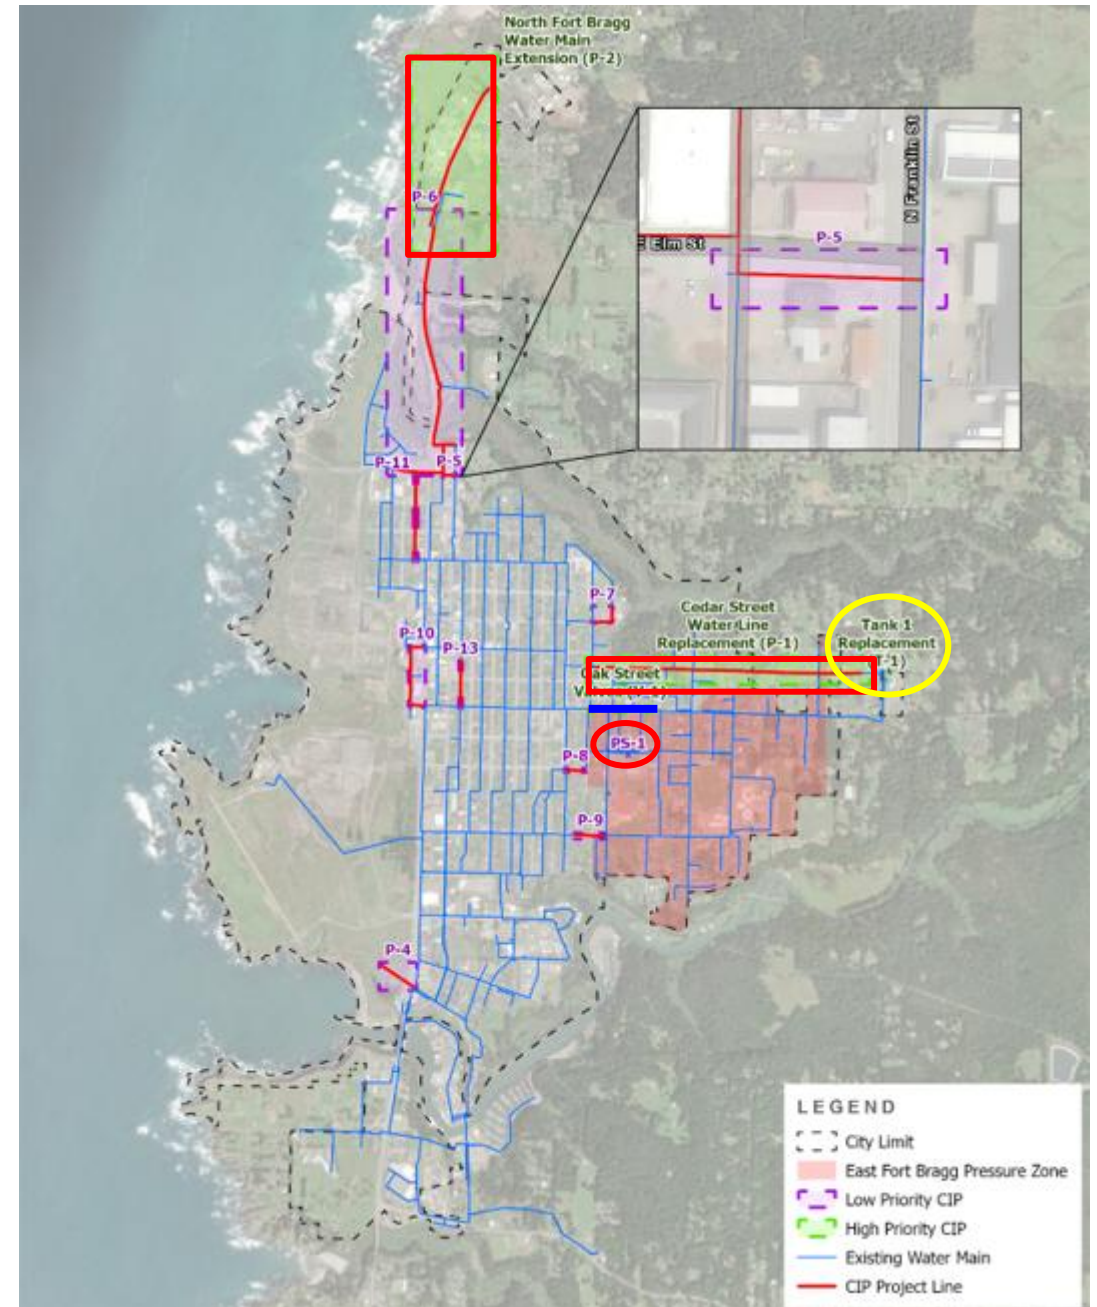 North Fort Bragg
Water Main
Extension (P-2)
P-6
N Franklin St
E Elm St
P-5
P-11
P-5
P-7
Cedar Street
Water Line
Replacement (P-1)
Tank 1
Replacement
P-10
P-13
Oak Street
PS-1
P-8
P-9
P-4
LEGEND
City Limit
East Fort Bragg Pressure Zone
Low Priority CIP
High Priority CIP
Existing Water Main
CIP Project Line